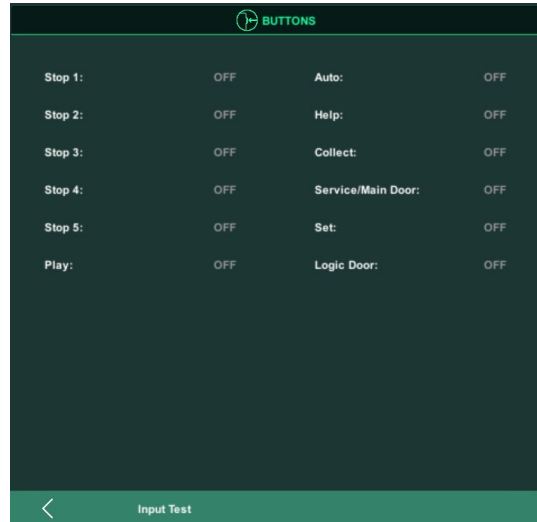 BUTTONS
Stop 1: OFF Auto: OFF
Stop 2: OFF Help: OFF
Stop 3: OFF Collect: OFF
Stop 4: OFF Service/Main Door: OFF
Stop 5: OFF Set: OFF
Play: OFF Logic Door: OFF
Input Test